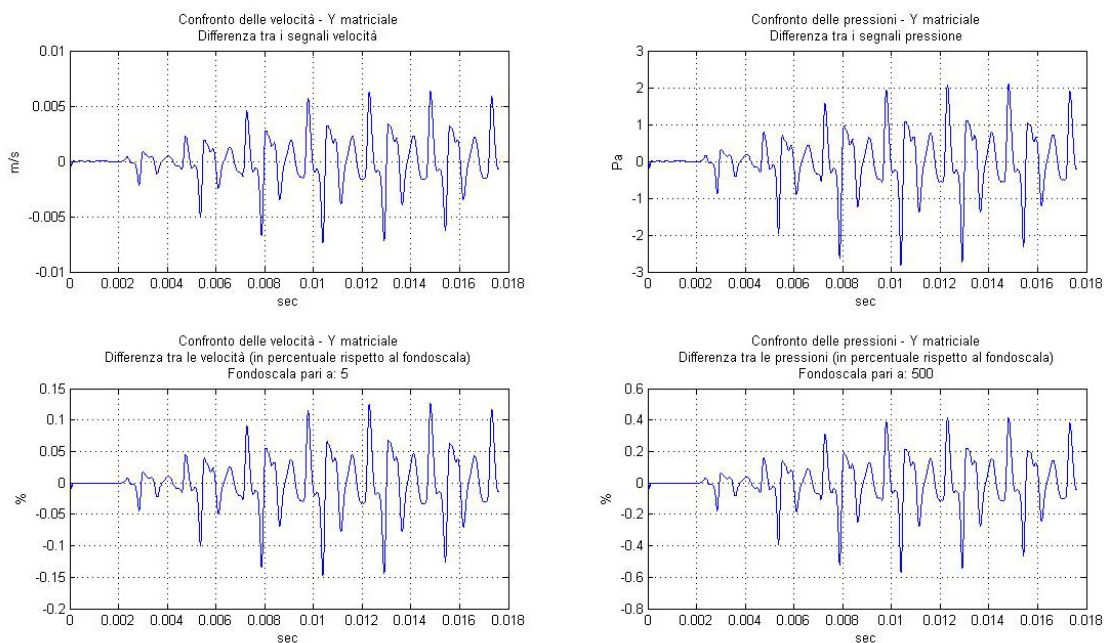 Confronto delle velocità - Y matriciale
Differenza tra i segnali velocità
0.01
0.005
0
-0.005
-0.01
m/s
0 0.002 0.004 0.006 0.008 0.01 0.012 0.014 0.016 0.018
sec
Confronto delle pressioni - Y matriciale
Differenza tra i segnali pressione
3
2
1
0
-1
-2
-3
Pa
0 0.002 0.004 0.006 0.008 0.01 0.012 0.014 0.016 0.018
sec
Confronto delle velocità - Y matriciale
Differenza tra le velocità (in percentuale rispetto al fondoscala)
Fondoscala pari a: 5
0.15
0.1
0.05
0
-0.05
-0.1
-0.15
-0.2
%
0 0.002 0.004 0.006 0.008 0.01 0.012 0.014 0.016 0.018
sec
Confronto delle pressioni - Y matriciale
Differenza tra le pressioni (in percentuale rispetto al fondoscala)
Fondoscala pari a: 500
0.6
0.4
0.2
0
-0.2
-0.4
-0.6
-0.8
%
0 0.002 0.004 0.006 0.008 0.01 0.012 0.014 0.016 0.018
sec